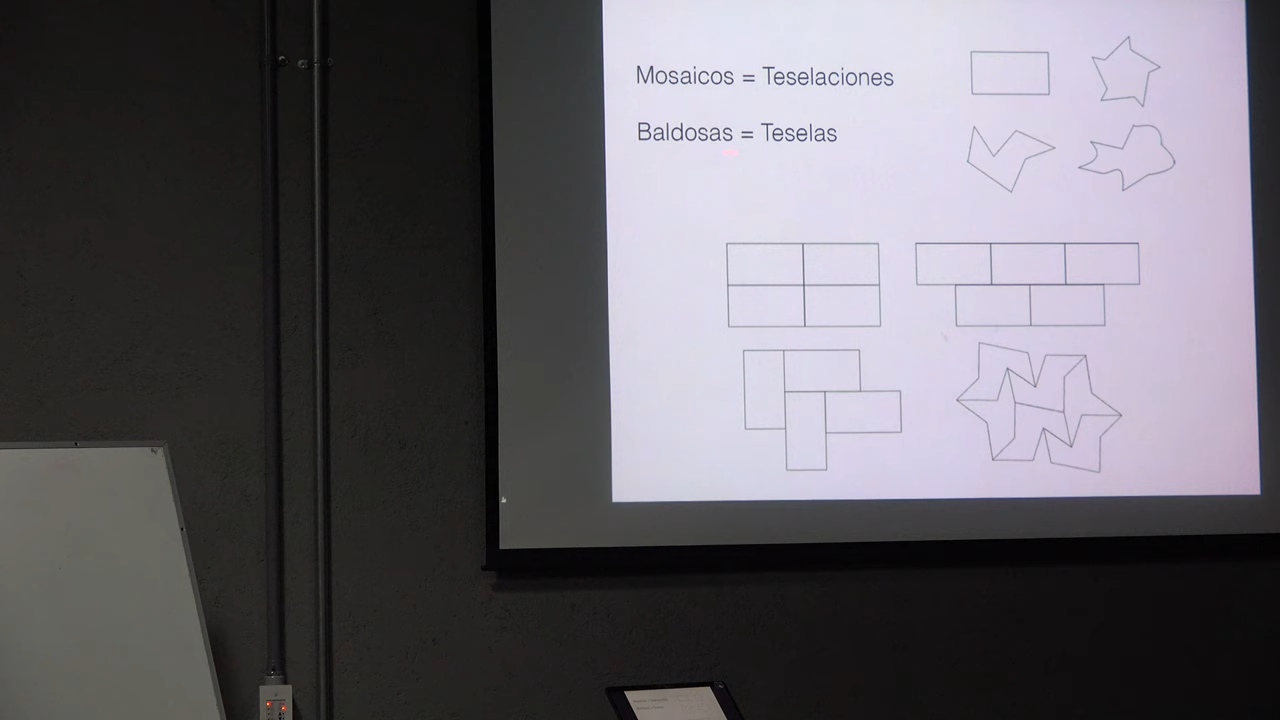 Mosaicos = Teselaciones
Baldosas = Teselas